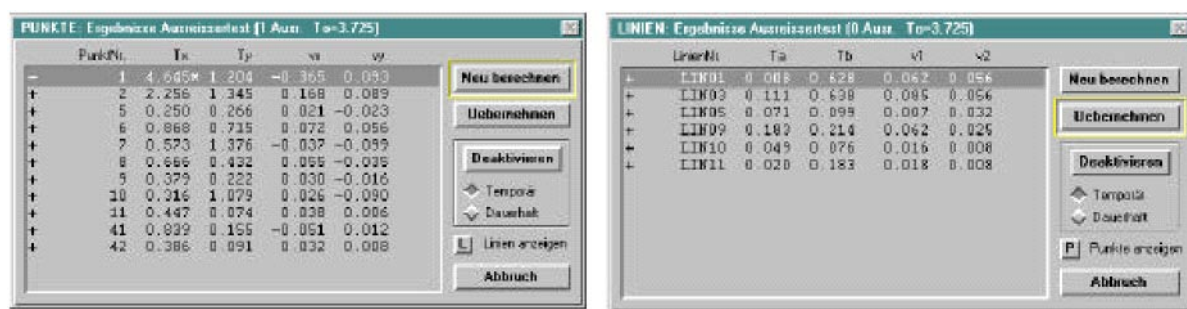 PUNKTE: Ergebnisse Ausreissertest (1 Ausr. To=3.725)
PunktNr. Tx Ty vx vy
- 1 4.645* 1.204 -0.365 0.093
+ 2 2.256 1.345 0.168 0.089
+ 5 0.250 0.266 0.021 -0.023
+ 6 0.868 0.735 0.072 0.056
+ 7 0.573 1.376 -0.037 -0.099
+ 8 0.666 0.432 0.055 -0.035
+ 9 0.379 0.222 0.030 -0.016
+ 10 0.316 1.079 0.026 -0.090
+ 11 0.447 0.074 0.038 0.006
+ 41 0.839 0.155 -0.051 0.012
+ 42 0.386 0.091 0.032 0.008
Neu berechnen
Uebernehmen
Deaktivieren
Temporär
Dauerhaft
L Linien anzeigen
Abbruch
LINIEN: Ergebnisse Ausreissertest (0 Ausr. To=3.725)
LinienNr. Ta Tb v1 v2
+ LIN01 0.008 0.628 0.062 0.056
+ LIN03 0.111 0.638 0.085 0.056
+ LIN05 0.071 0.099 0.007 0.032
+ LIN09 0.183 0.214 0.062 0.025
+ LIN10 0.049 0.076 0.016 0.008
+ LIN11 0.020 0.183 0.018 0.008
Neu berechnen
Uebernehmen
Deaktivieren
Temporär
Dauerhaft
P Punkte anzeigen
Abbruch